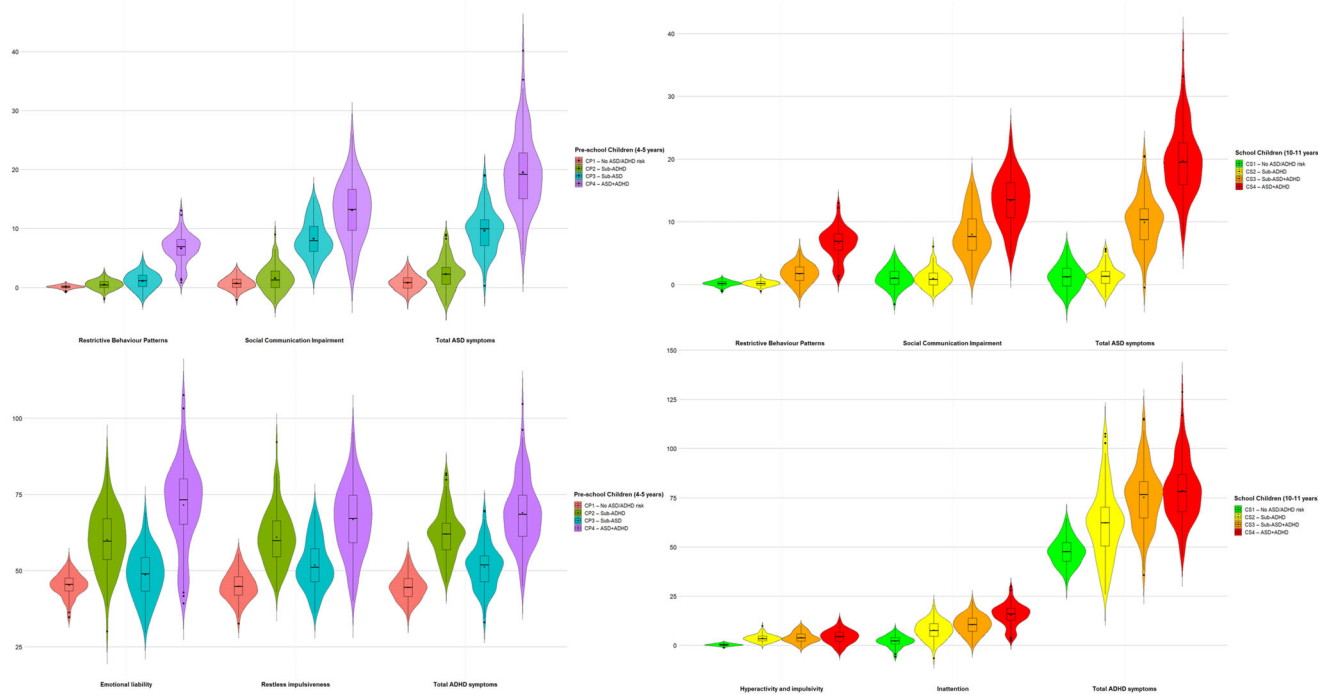 40
30
20
10
0
Restrictive Behaviour Patterns
Social Communication Impairment
Total ASD symptoms
Pre-school Children (4-5 years)
CP1 – No ASD/ADHD risk
CP2 – Sub-ADHD
CP3 – Sub-ASD
CP4 – ASD+ADHD
40
30
20
10
0
Restrictive Behaviour Patterns
Social Communication Impairment
Total ASD symptoms
School Children (10-11 years)
CS1 – No ASD/ADHD risk
CS2 – Sub-ADHD
CS3 – Sub-ASD+ADHD
CS4 – ASD+ADHD
100
75
50
25
Emotional liability
Restless impulsiveness
Total ADHD symptoms
Pre-school Children (4-5 years)
CP1 – No ASD/ADHD risk
CP2 – Sub-ADHD
CP3 – Sub-ASD
CP4 – ASD+ADHD
150
125
100
75
50
25
0
Hyperactivity and impulsivity
Inattention
Total ADHD symptoms
School Children (10-11 years)
CS1 – No ASD/ADHD risk
CS2 – Sub-ADHD
CS3 – Sub-ASD+ADHD
CS4 – ASD+ADHD